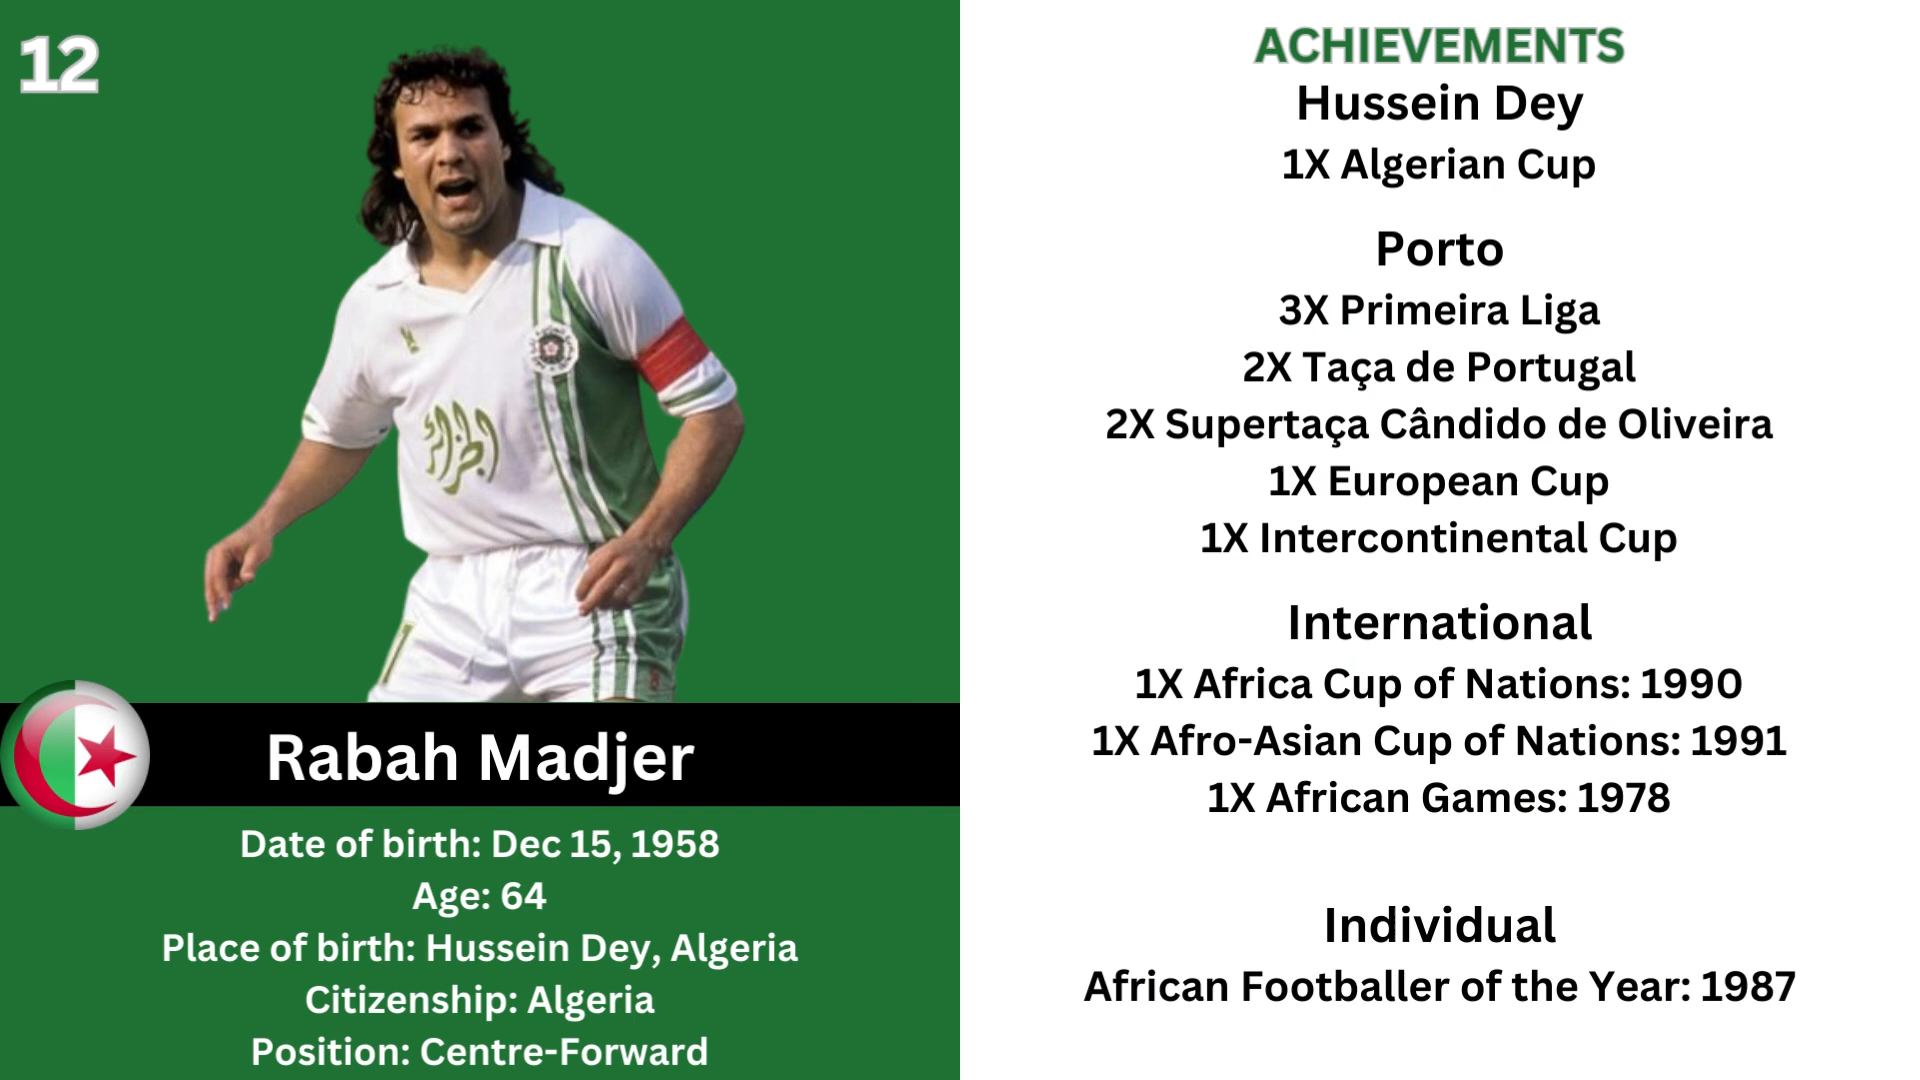 12
الجزائر
Rabah Madjer
Date of birth: Dec 15, 1958
Age: 64
Place of birth: Hussein Dey, Algeria
Citizenship: Algeria
Position: Centre-Forward
ACHIEVEMENTS
Hussein Dey
1X Algerian Cup
Porto
3X Primeira Liga
2X Taça de Portugal
2X Supertaça Cândido de Oliveira
1X European Cup
1X Intercontinental Cup
International
1X Africa Cup of Nations: 1990
1X Afro-Asian Cup of Nations: 1991
1X African Games: 1978
Individual
African Footballer of the Year: 1987